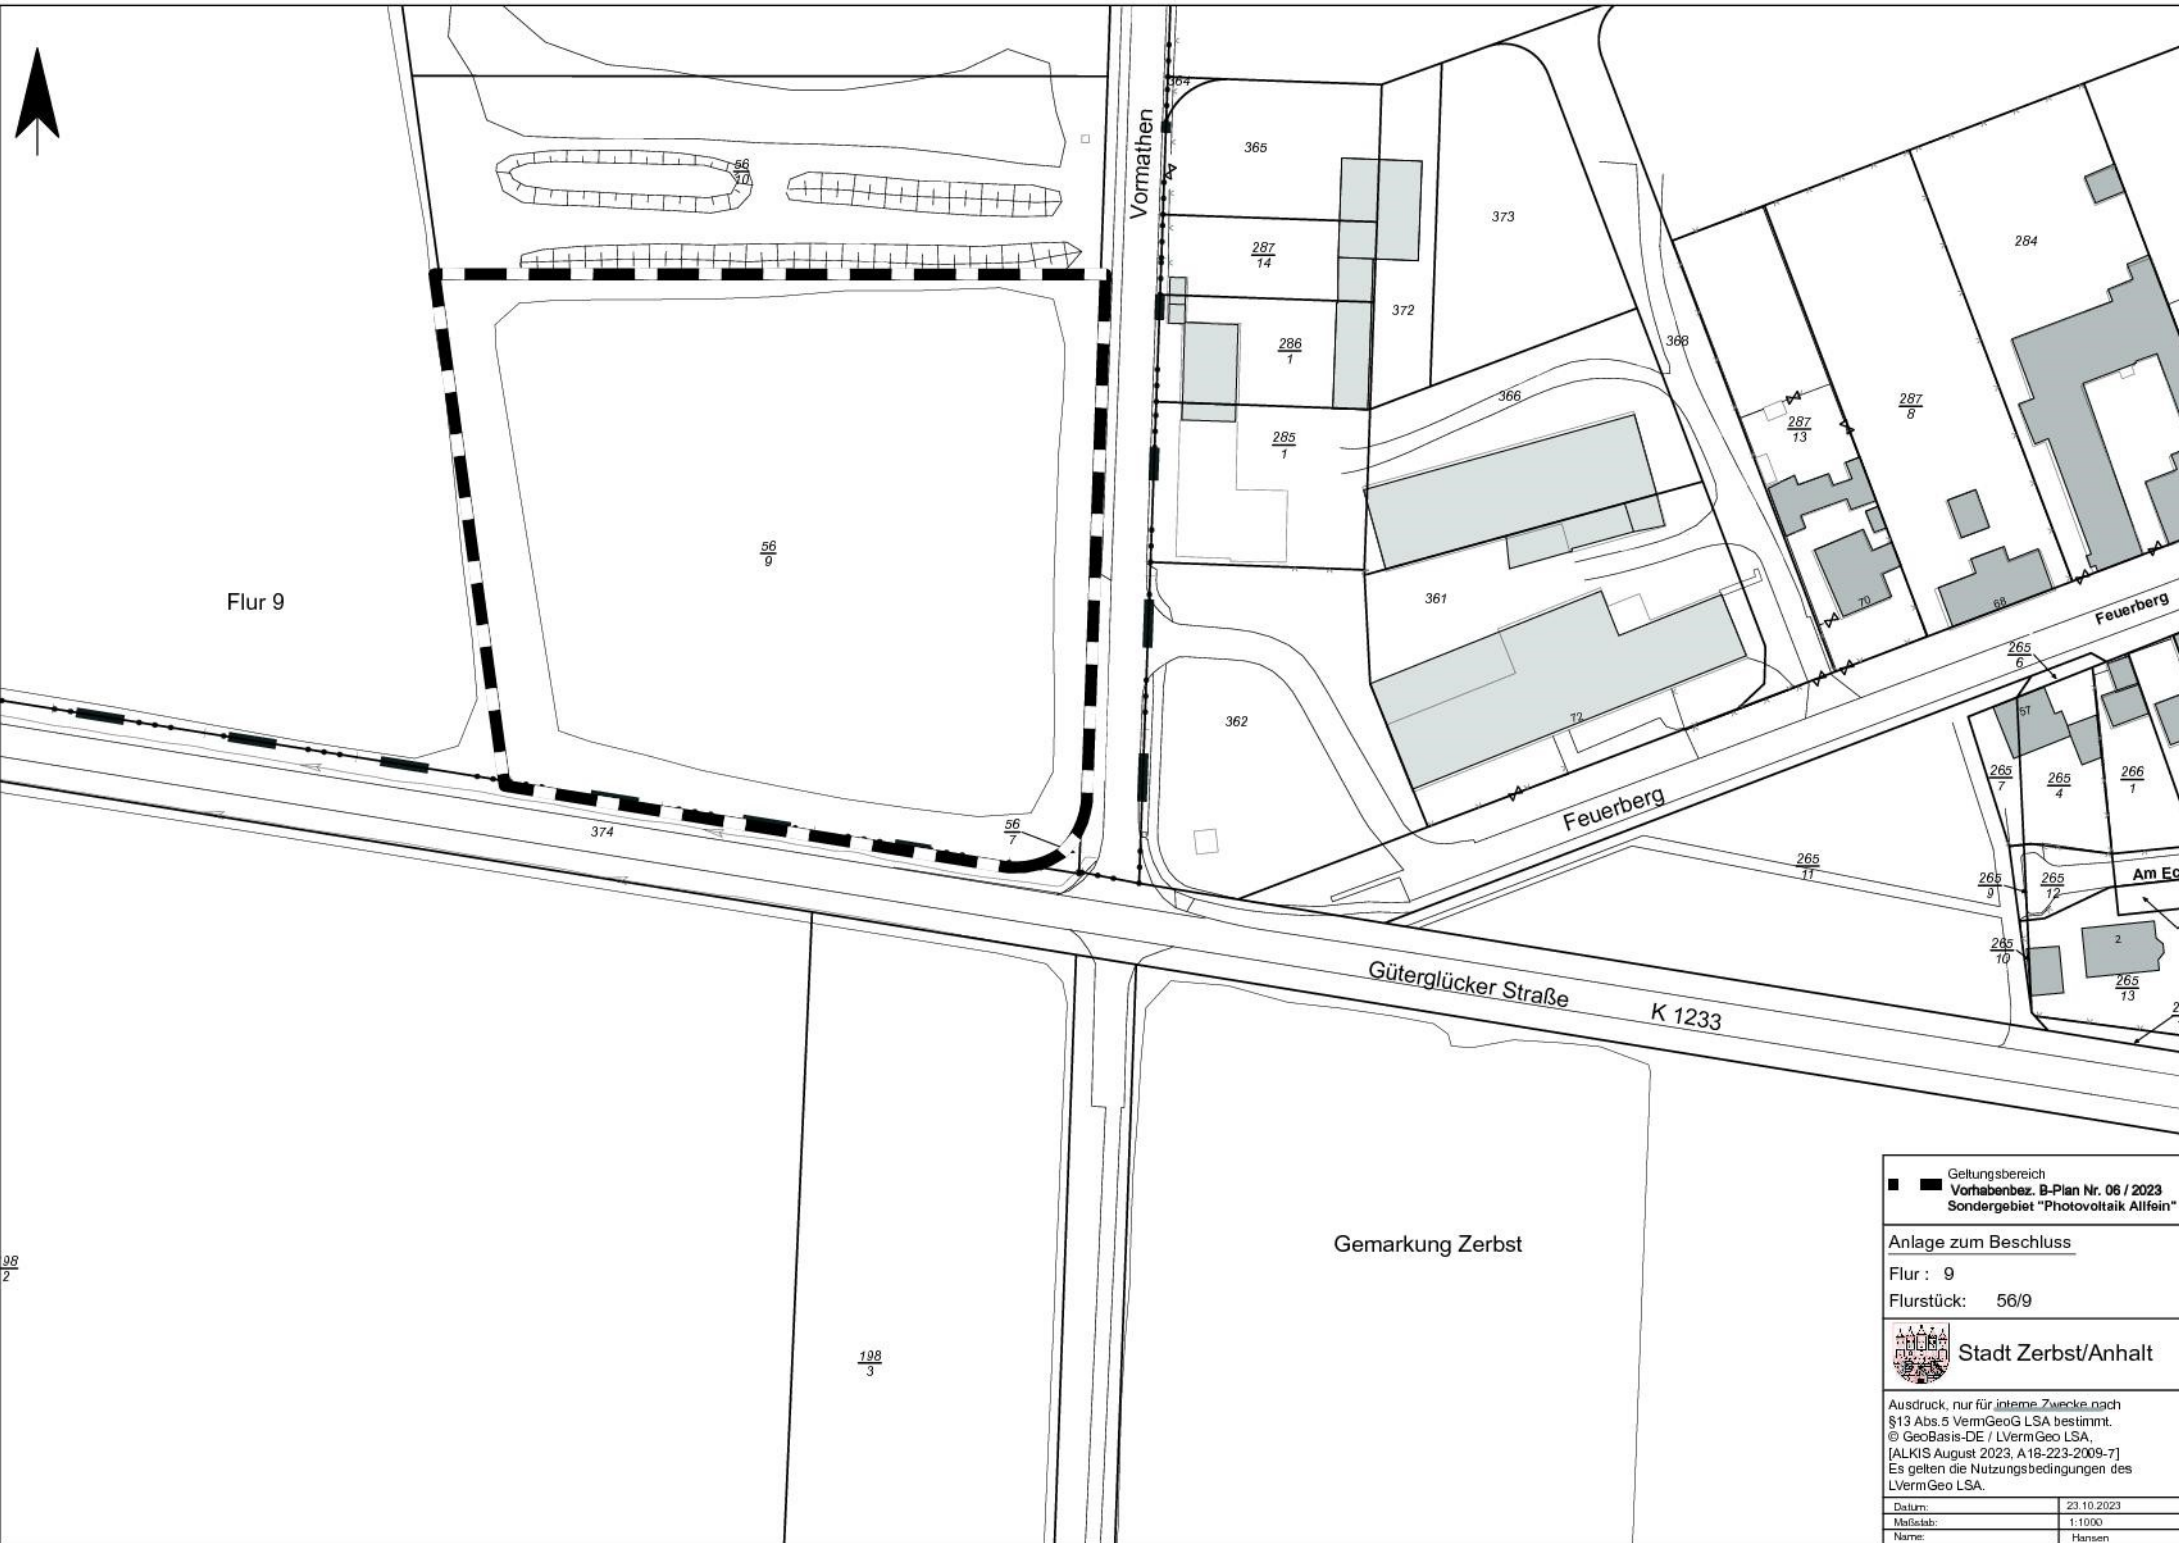 364
Vormathen
365
56
10
373
287
14
284
372
286
1
368
366
287
8
287
13
285
1
56
9
Flur 9
361
70
68
Feuerberg
265
6
362
72
57
265
7
265
4
266
1
Feuerberg
374
56
7
265
11
Am Ec
265
9
265
12
2
265
10
265
13
Güterglücker Straße
K 1233
2
Gemarkung Zerbst
98
2
198
3
Geltungsbereich
Vorhabenbez. B-Plan Nr. 06 / 2023
Sondergebiet "Photovoltaik Allfein"
Anlage zum Beschluss
Flur : 9
Flurstück: 56/9
Stadt Zerbst/Anhalt
Ausdruck, nur für interne Zwecke nach
§13 Abs.5 VermGeoG LSA bestimmt.
© GeoBasis-DE / LVermGeo LSA,
[ALKIS August 2023, A18-223-2009-7]
Es gelten die Nutzungsbedingungen des
LVermGeo LSA.
Datum: 23.10.2023
Maßstab: 1:1000
Name: Hansen